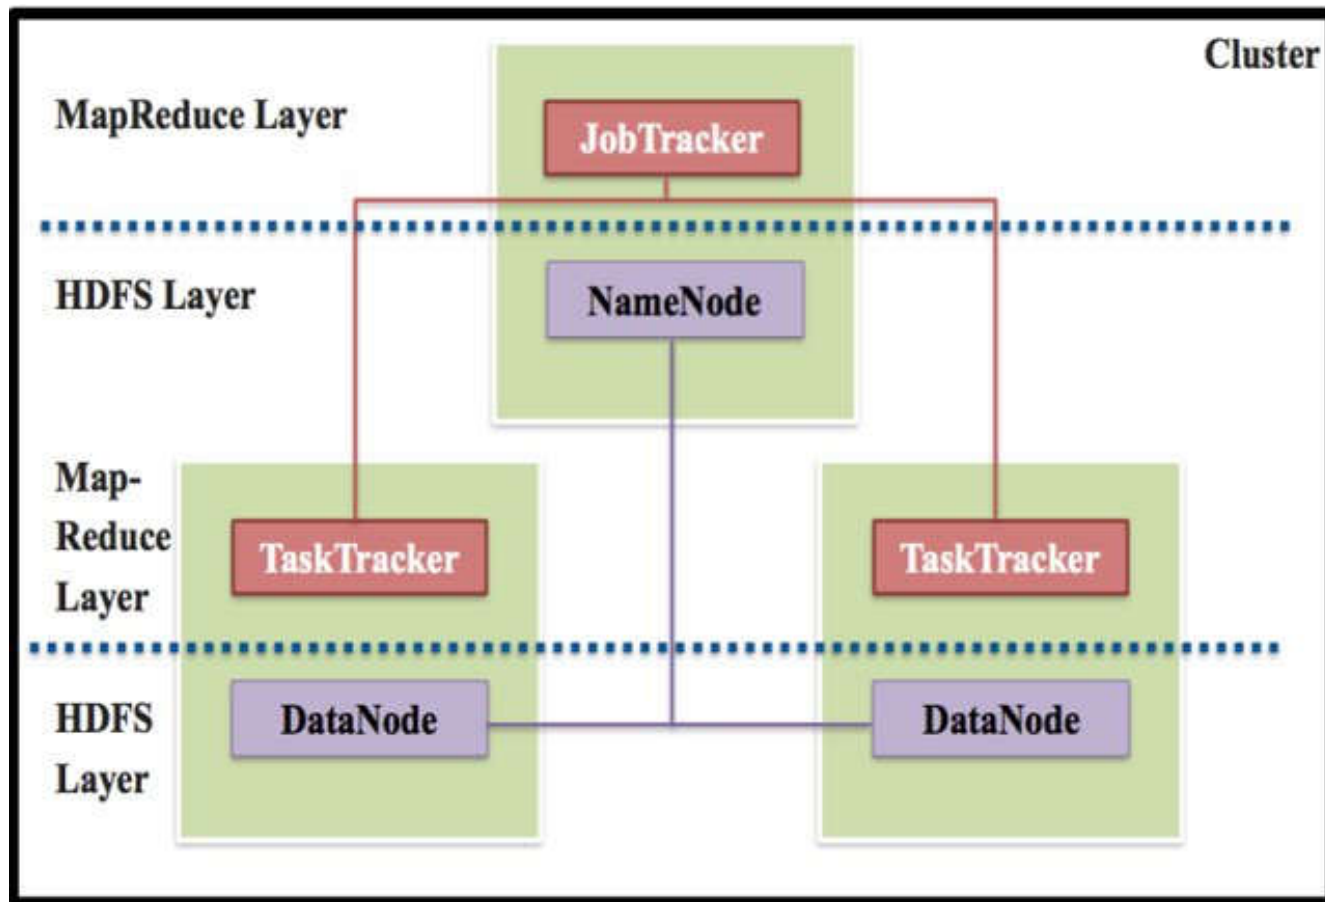 Cluster
MapReduce Layer
JobTracker
HDFS Layer
NameNode
Map-
Reduce
Layer
TaskTracker
TaskTracker
HDFS
Layer
DataNode
DataNode